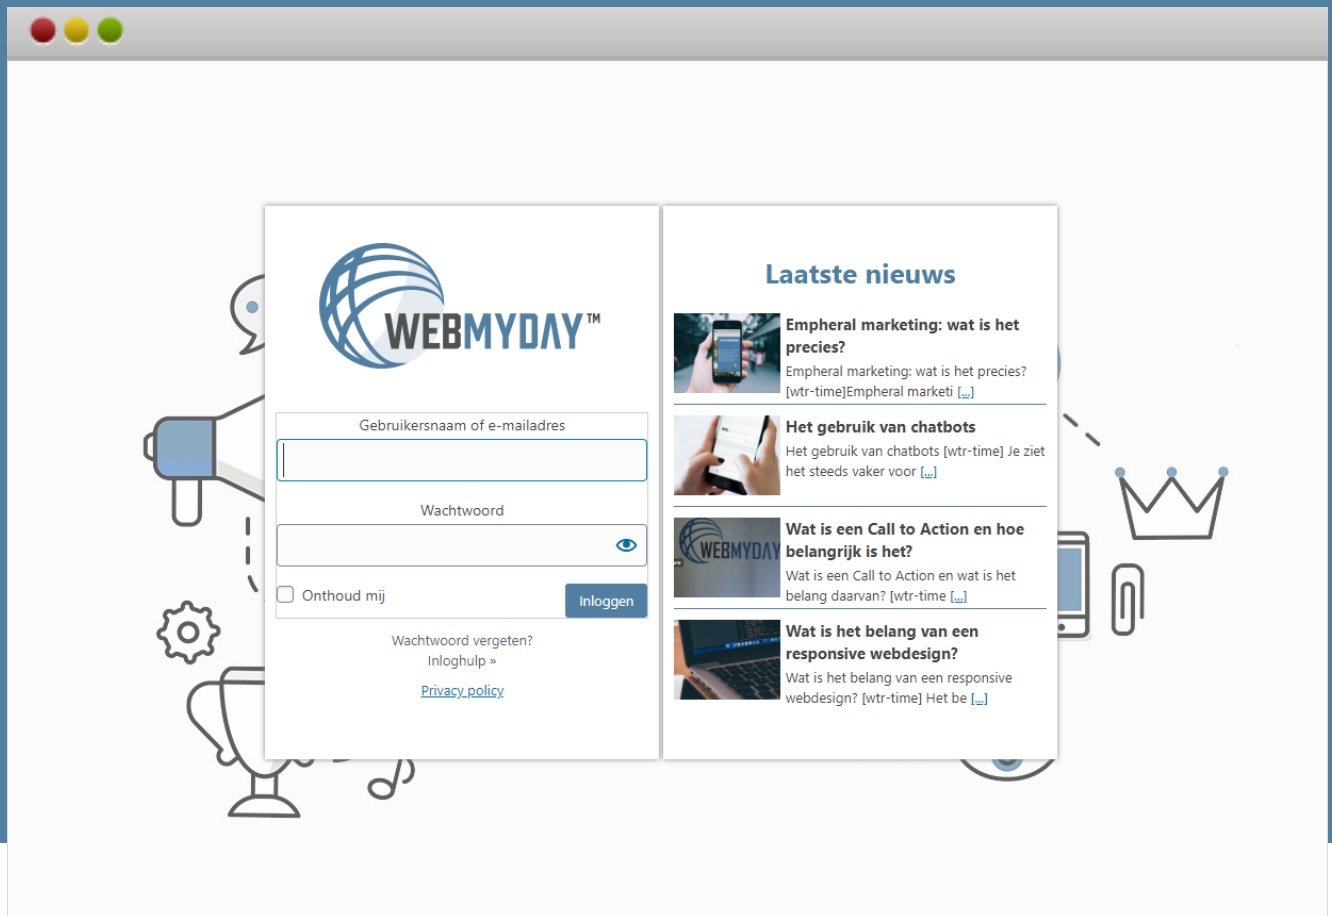 WEBMYDAY™
Gebruikersnaam of e-mailadres
Wachtwoord
Onthoud mij
Inloggen
Wachtwoord vergeten?
Inloghulp »
Privacy policy
Laatste nieuws
Empheral marketing: wat is het
precies?
Empheral marketing: wat is het precies?
[wtr-time]Empheral marketi [...]
Het gebruik van chatbots
Het gebruik van chatbots [wtr-time] Je ziet
het steeds vaker voor [...]
WEBMYDAY
Wat is een Call to Action en hoe
belangrijk is het?
Wat is een Call to Action en wat is het
belang daarvan? [wtr-time [...]
Wat is het belang van een
responsive webdesign?
Wat is het belang van een responsive
webdesign? [wtr-time] Het be [...]